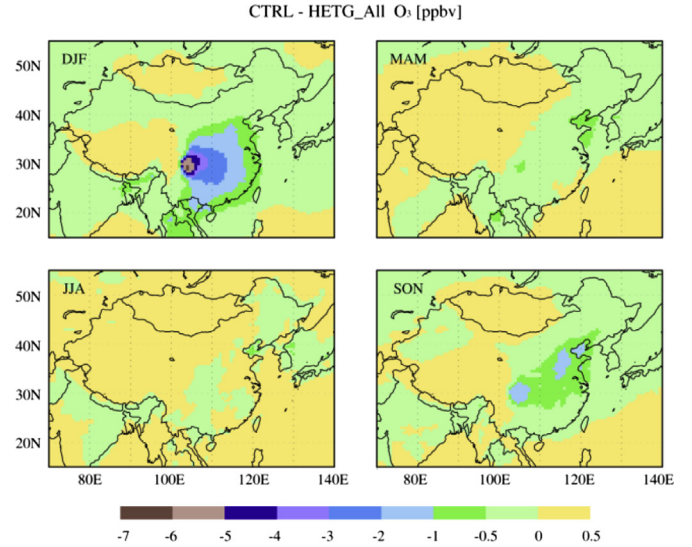 CTRL - HETG_All O₃ [ppbv]
DJF
MAM
50N
40N
30N
20N
JJA
SON
50N
40N
30N
20N
80E 100E 120E 140E 80E 100E 120E 140E
-7 -6 -5 -4 -3 -2 -1 -0.5 0 0.5